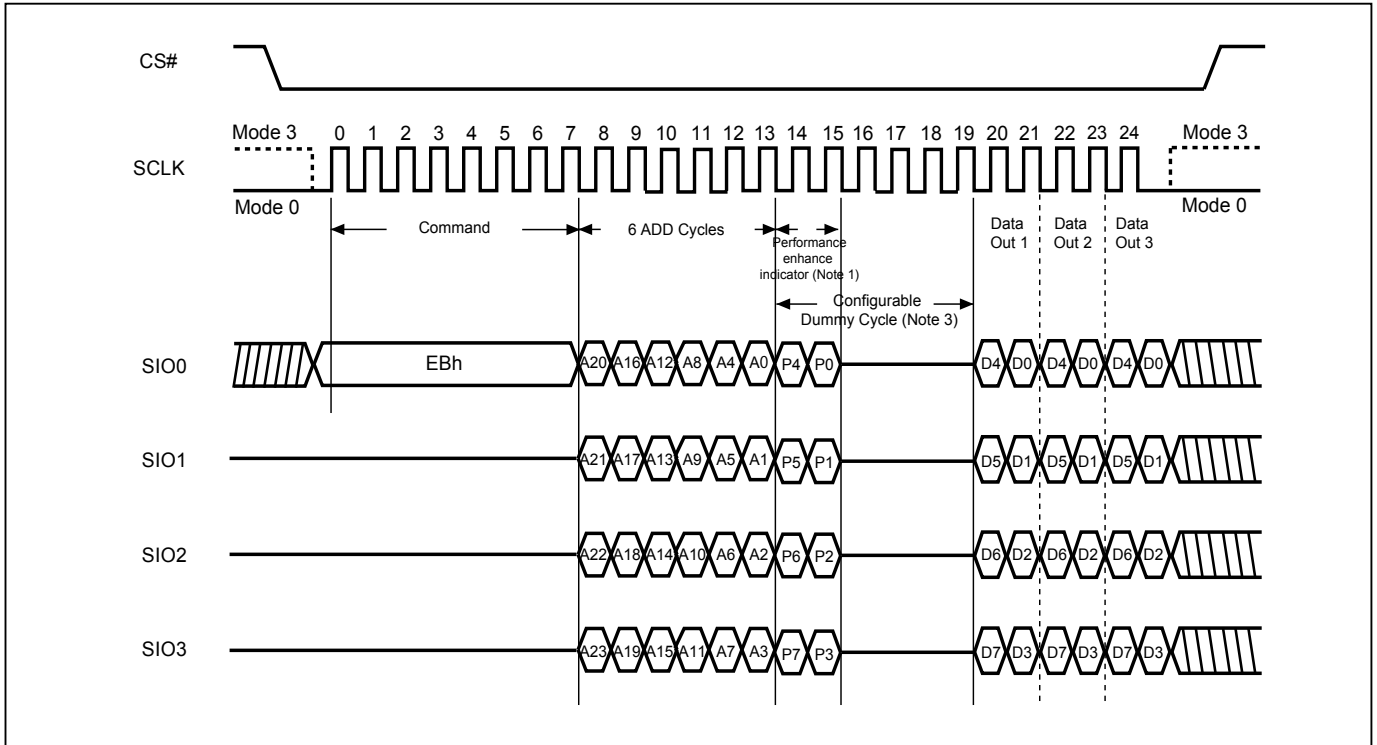 CS#
Mode 3 0 1 2 3 4 5 6 7 8 9 10 11 12 13 14 15 16 17 18 19 20 21 22 23 24 Mode 3
SCLK
Mode 0 Mode 0
Command 6 ADD Cycles Performance enhance indicator (Note 1) Data Out 1 Data Out 2 Data Out 3
Configurable
Dummy Cycle (Note 3)
SIO0 EBh A20 A16 A12 A8 A4 A0 P4 P0 D4 D0 D4 D0 D4 D0
SIO1 A21 A17 A13 A9 A5 A1 P5 P1 D5 D1 D5 D1 D5 D1
SIO2 A22 A18 A14 A10 A6 A2 P6 P2 D6 D2 D6 D2 D6 D2
SIO3 A23 A19 A15 A11 A7 A3 P7 P3 D7 D3 D7 D3 D7 D3